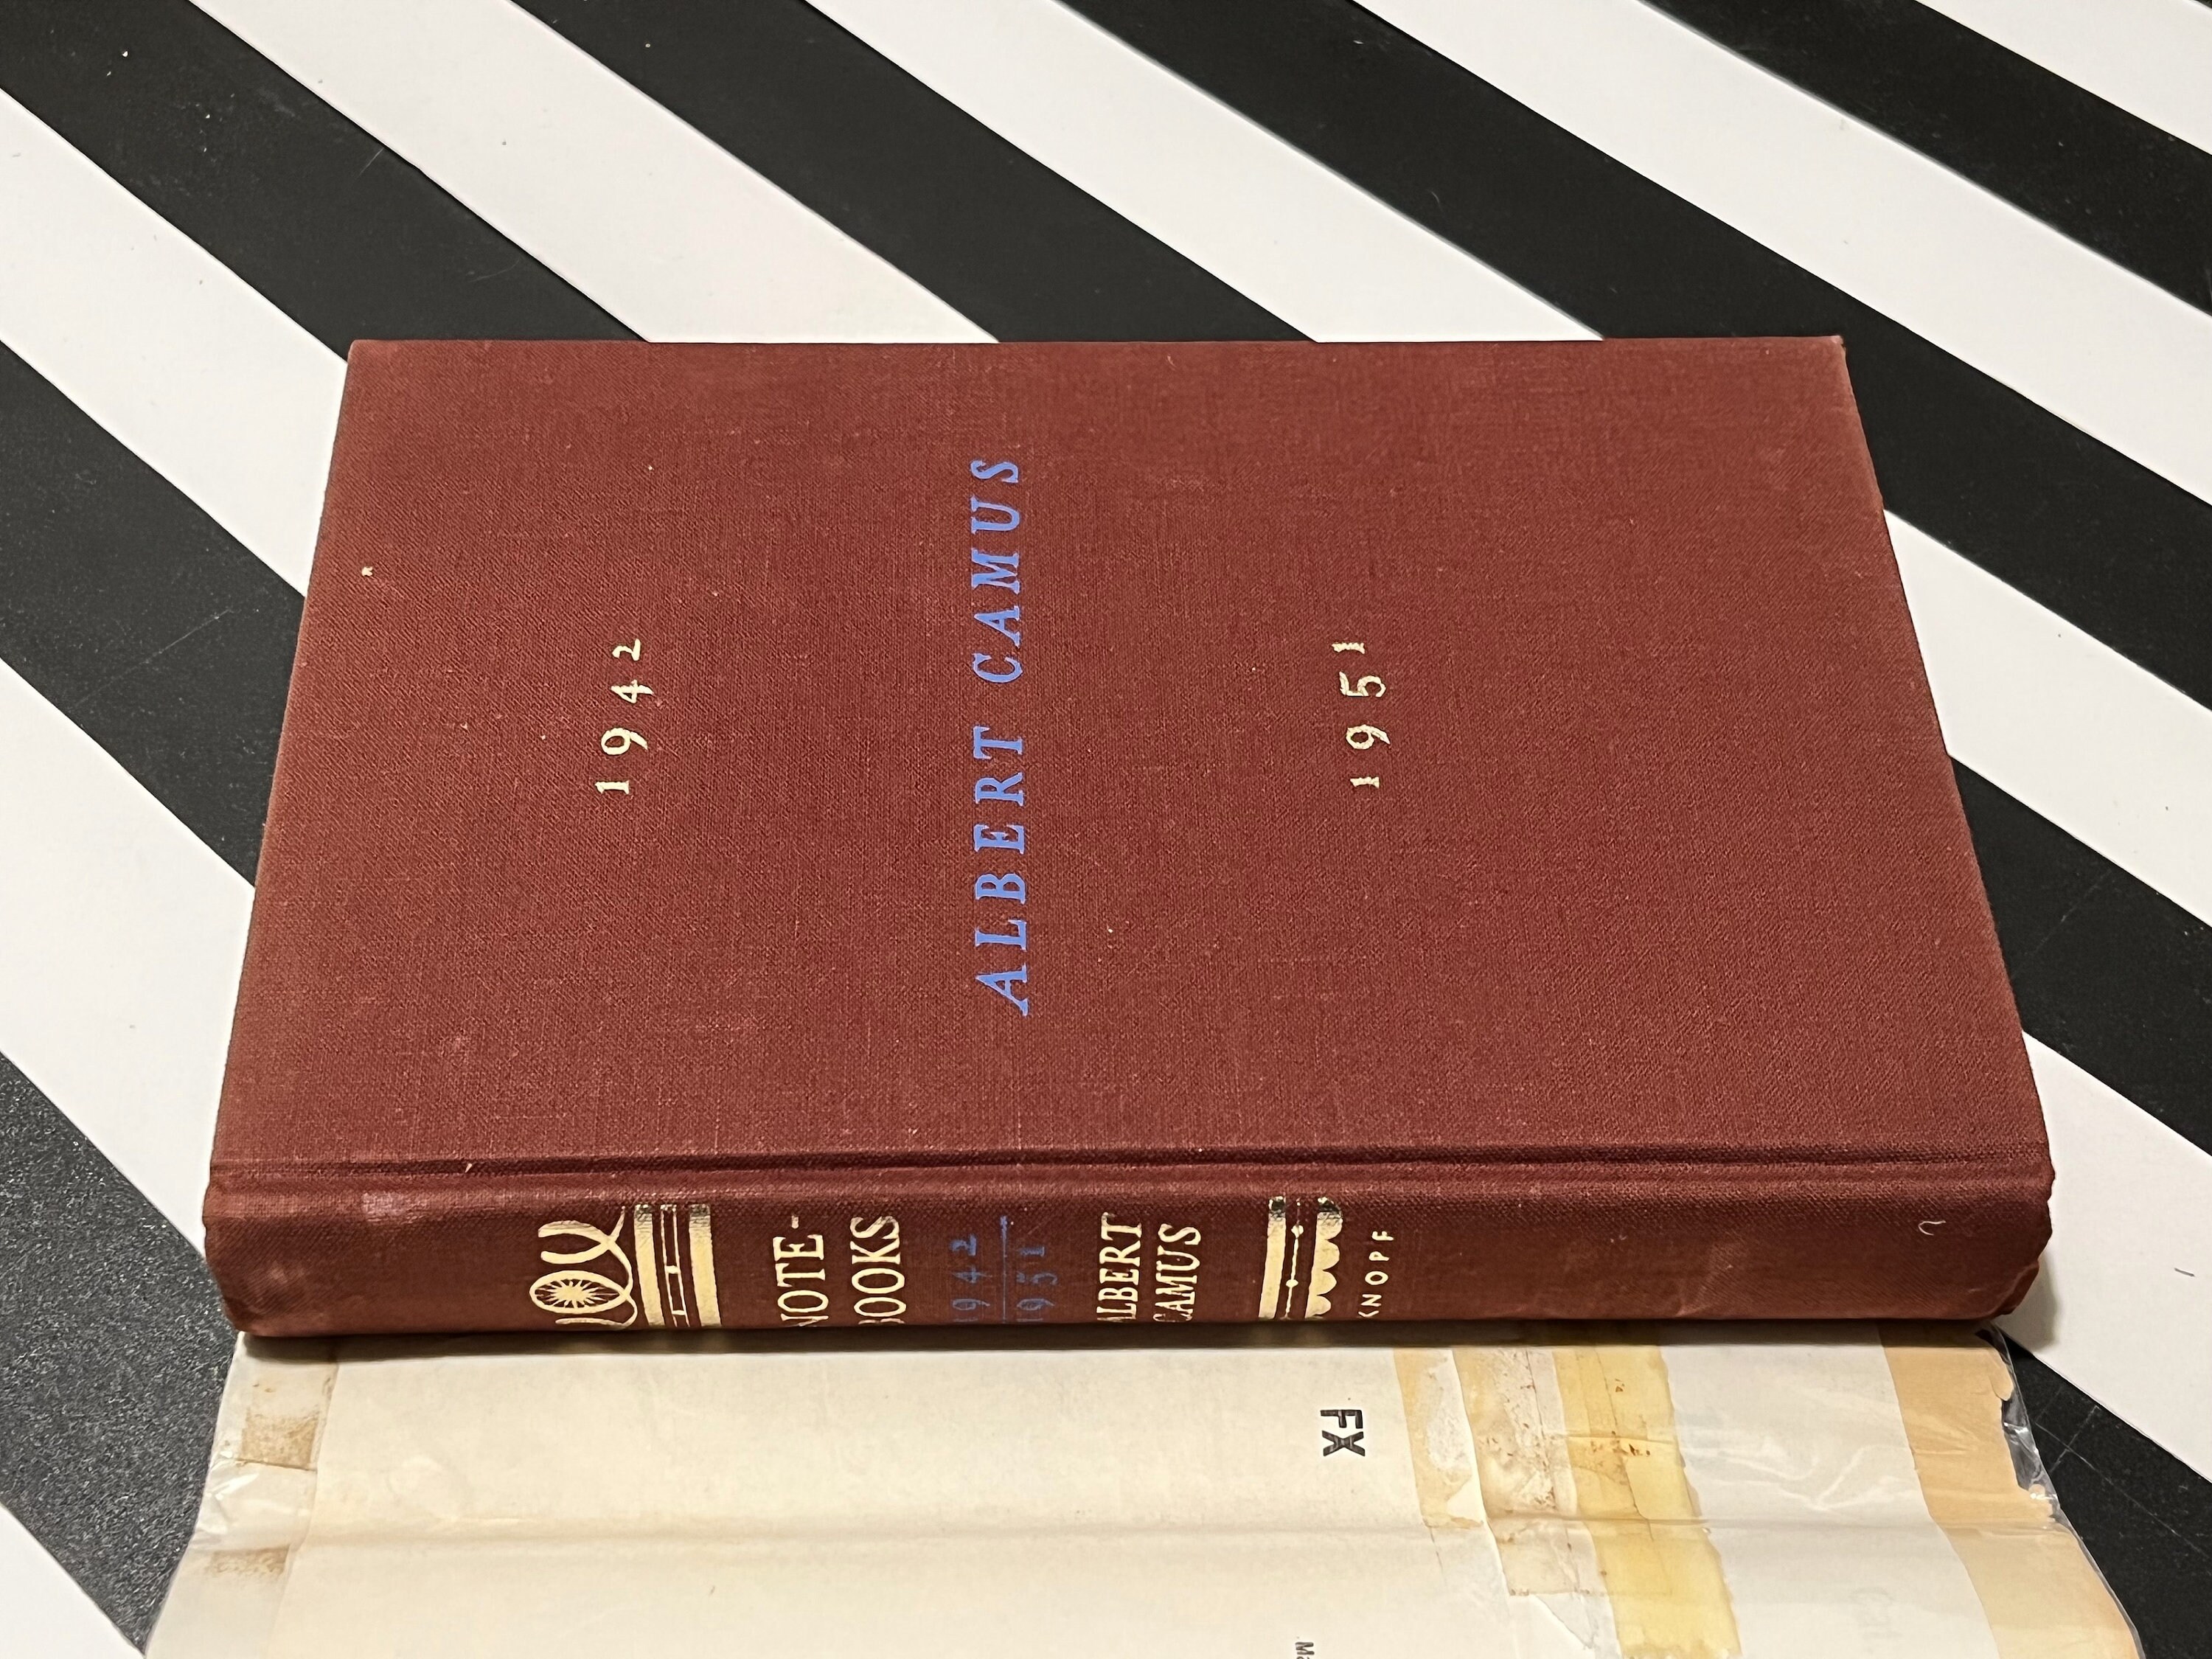 1942
ALBERT CAMUS
1951
NOTE-
BOOKS
1942
1951
ALBERT
CAMUS
KNOPF
FX